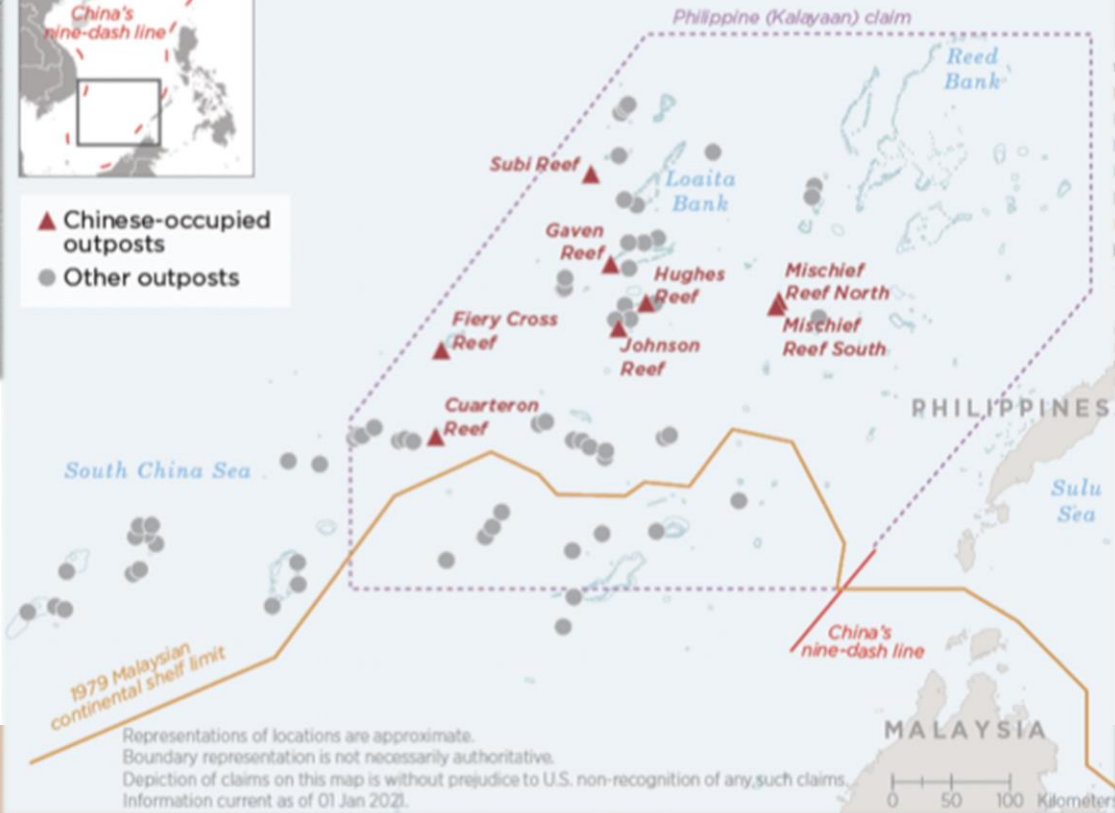 China's
nine-dash line
Philippine (Kalayaan) claim
Reed
Bank
Subi Reef
Loaita
Bank
Chinese-occupied
outposts
Other outposts
Gaven
Reef
Hughes
Reef
Mischief
Reef North
Mischief
Reef South
Fiery Cross
Reef
Johnson
Reef
Cuarteron
Reef
PHILIPPINES
South China Sea
Sulu
Sea
China's
nine-dash line
1979 Malaysian
continental shelf limit
MALAYSIA
Representations of locations are approximate.
Boundary representation is not necessarily authoritative.
Depiction of claims on this map is without prejudice to U.S. non-recognition of any such claims.
Information current as of 01 Jan 2021.
0 50 100 Kilometers